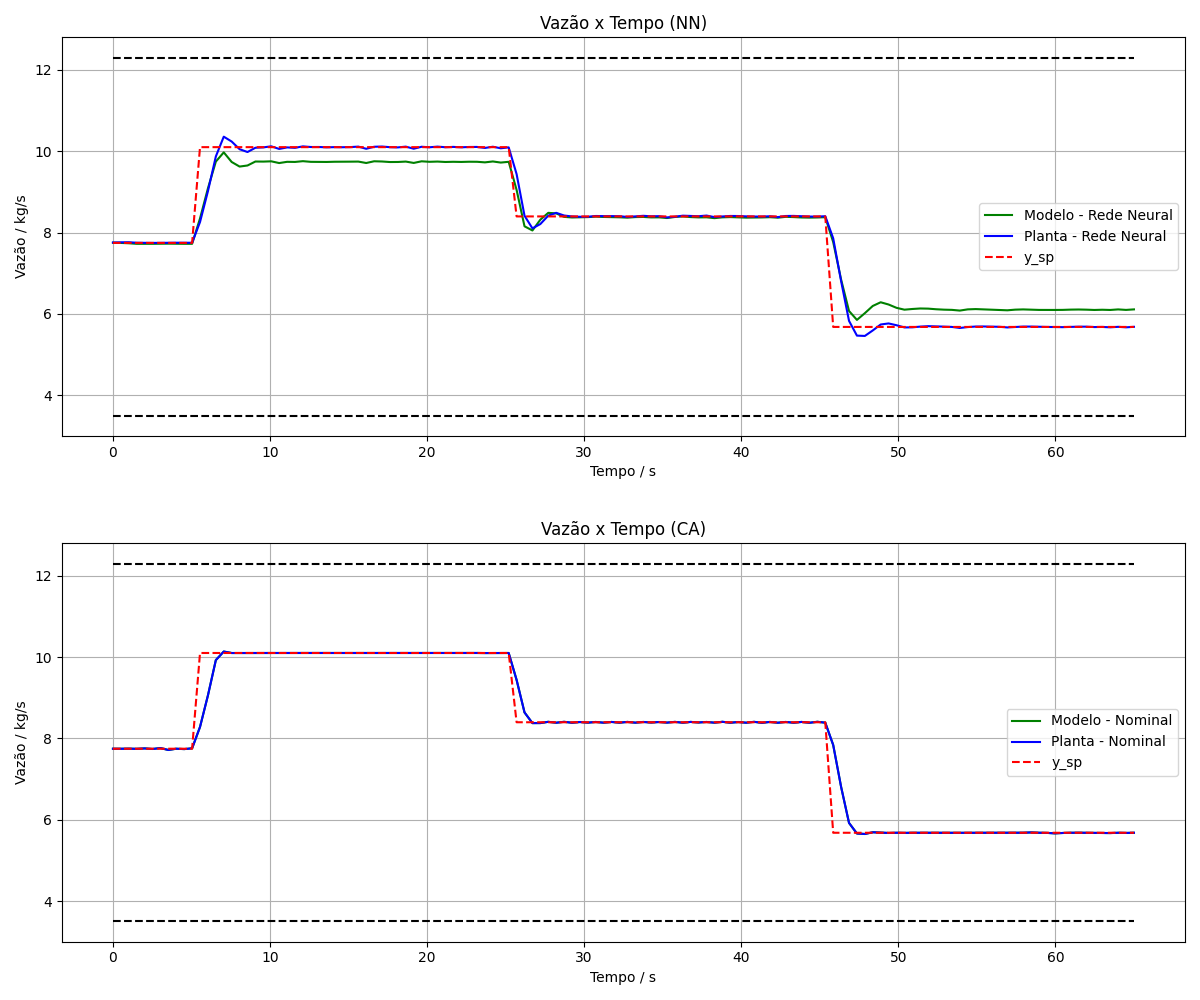 Vazão x Tempo (NN)
Vazão / kg/s
12
10
8
6
4
Modelo - Rede Neural
Planta - Rede Neural
y_sp
0 10 20 30 40 50 60
Tempo / s
Vazão x Tempo (CA)
Vazão / kg/s
12
10
8
6
4
Modelo - Nominal
Planta - Nominal
y_sp
0 10 20 30 40 50 60
Tempo / s